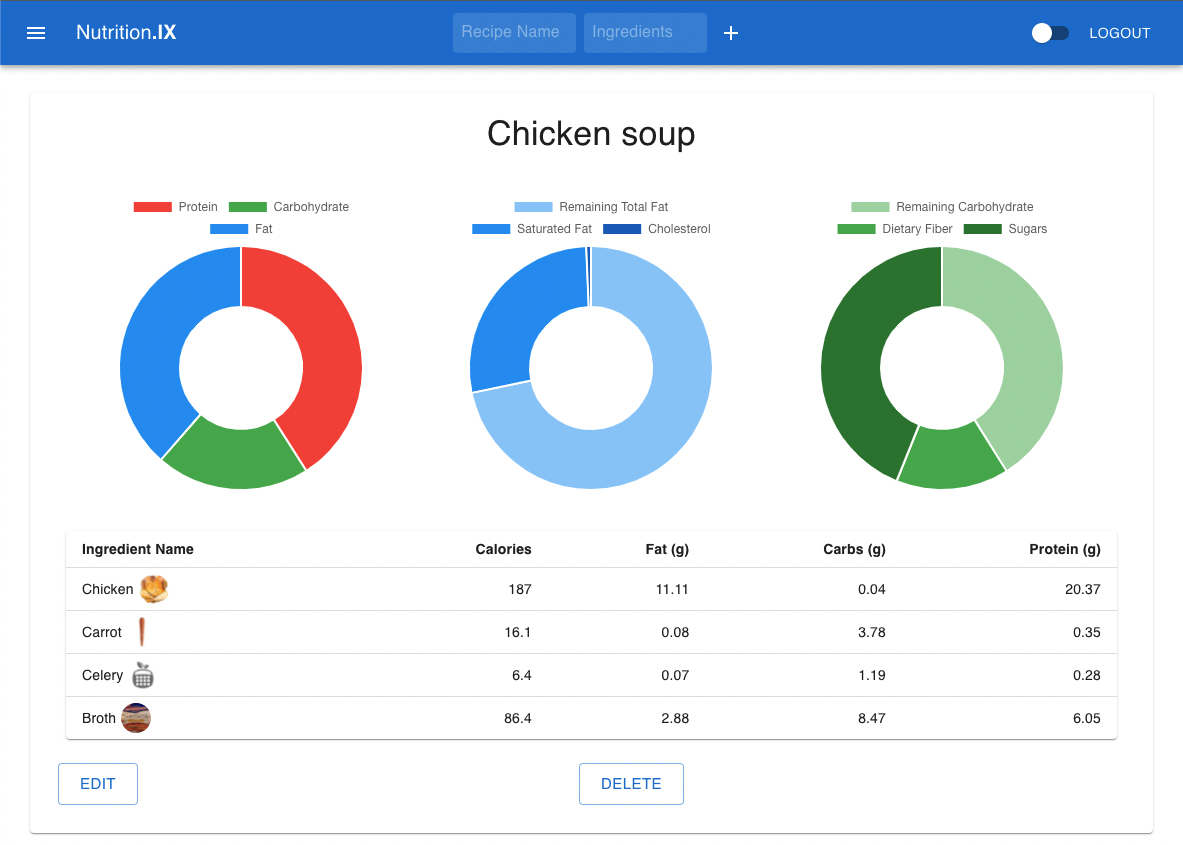 Nutrition.IX Recipe Name Ingredients + LOGOUT
Chicken soup
Protein Carbohydrate
Fat
Remaining Total Fat
Saturated Fat Cholesterol
Remaining Carbohydrate
Dietary Fiber Sugars
Ingredient Name Calories Fat (g) Carbs (g) Protein (g)
Chicken 187 11.11 0.04 20.37
Carrot 16.1 0.08 3.78 0.35
Celery 6.4 0.07 1.19 0.28
Broth 86.4 2.88 8.47 6.05
EDIT DELETE